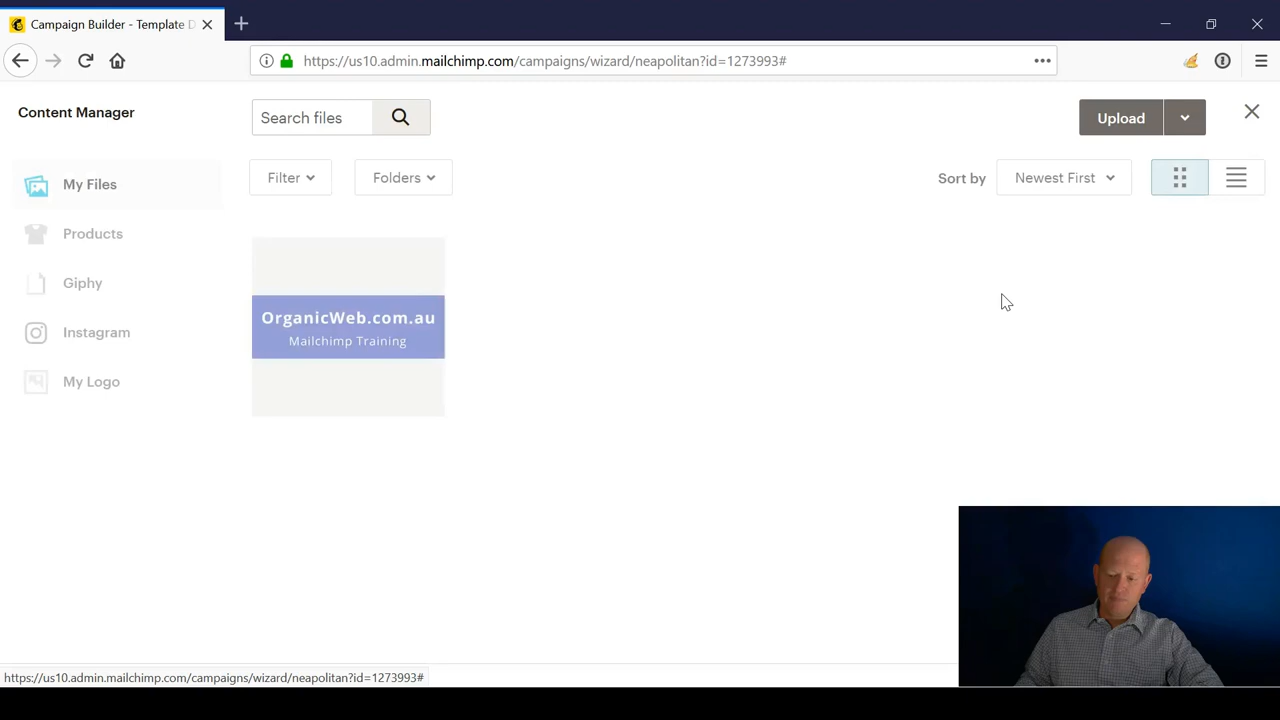 Campaign Builder - Template D
https://us10.admin.mailchimp.com/campaigns/wizard/neapolitan?id=1273993#
Content Manager
Search files
Upload
Filter
Folders
Sort by
Newest First
My Files
Products
Giphy
Instagram
My Logo
OrganicWeb.com.au
Mailchimp Training
https://us10.admin.mailchimp.com/campaigns/wizard/neapolitan?id=1273993#